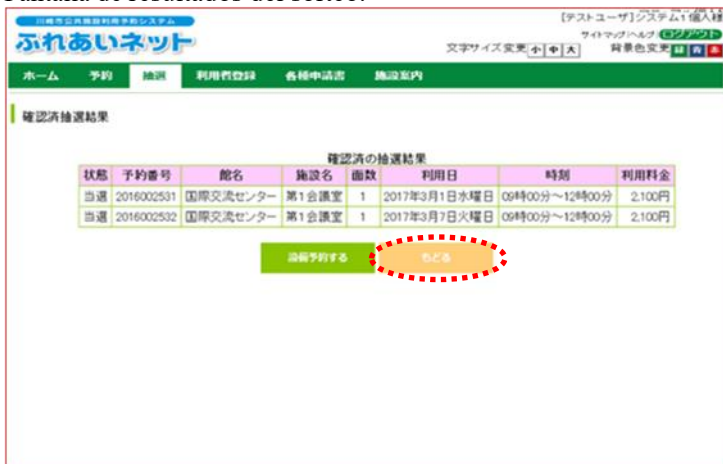 Pantalla de resultados del sorteo:
川崎市公共施設利用予約システム
ふれあいネット
[テストユーザ]システム1個人様
サイトマップ/ヘルプ/ログアウト
文字サイズ変更 小 中 大 背景色変更 緑 青 赤
ホーム 予約 抽選 利用者登録 各種申請書 施設案内
確認済抽選結果
確認済の抽選結果
状態 予約番号 館名 施設名 面数 利用日 時刻 利用料金
当選 2016002531 国際交流センター 第1会議室 1 2017年3月1日水曜日 09時00分～12時00分 2,100円
当選 2016002532 国際交流センター 第1会議室 1 2017年3月7日火曜日 09時00分～12時00分 2,100円
設備予約する もどる